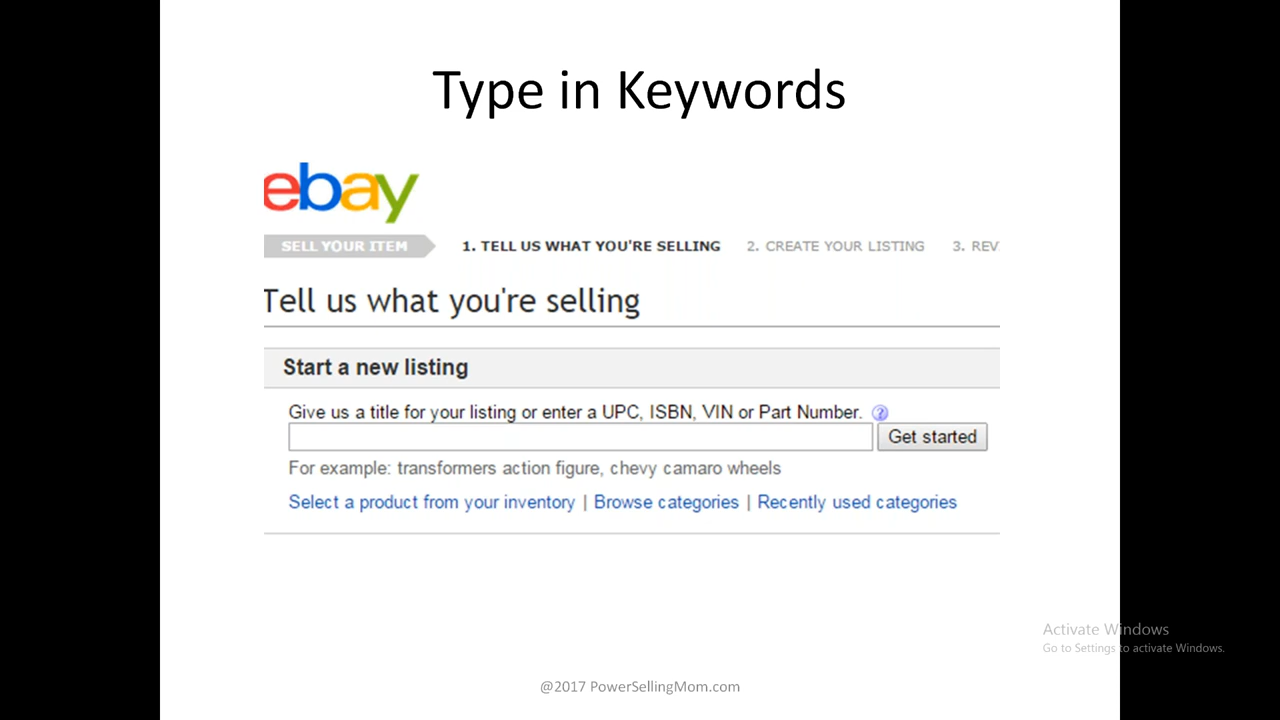 Type in Keywords
ebay
SELL YOUR ITEM 1. TELL US WHAT YOU'RE SELLING 2. CREATE YOUR LISTING 3. REV
Tell us what you're selling
Start a new listing
Give us a title for your listing or enter a UPC, ISBN, VIN or Part Number. ?
Get started
For example: transformers action figure, chevy camaro wheels
Select a product from your inventory | Browse categories | Recently used categories
Activate Windows
Go to Settings to activate Windows.
@2017 PowerSellingMom.com